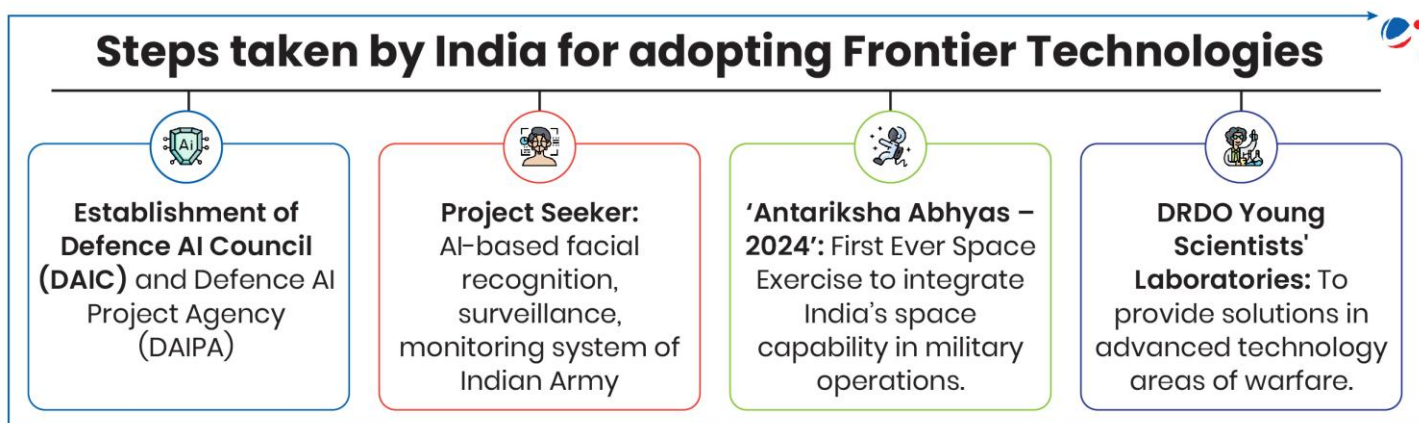 Steps taken by India for adopting Frontier Technologies
Ai
Establishment of
Defence AI Council
(DAIC) and Defence AI
Project Agency
(DAIPA)
Project Seeker:
AI-based facial
recognition,
surveillance,
monitoring system of
Indian Army
‘Antariksha Abhyas –
2024’: First Ever Space
Exercise to integrate
India’s space
capability in military
operations.
DRDO Young
Scientists'
Laboratories: To
provide solutions in
advanced technology
areas of warfare.